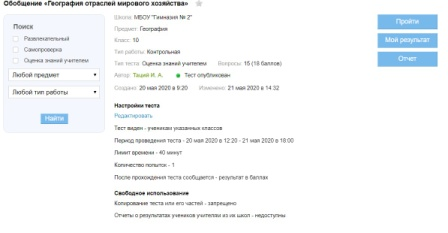 Обобщение «География отраслей мирового хозяйства»
Поиск
Развлекательный
Самопроверка
Оценка знаний учителем
Любой предмет
Любой тип работы
Найти
Школа: МБОУ "Гимназия № 2"
Предмет: География
Класс: 10
Тип работы: Контрольная
Тип теста: Оценка знаний учителем Вопросы: 15 (15 баллов)
Автор: Таций И. А. Тест опубликован
Создано: 20 мая 2020 в 9:20 Изменено: 21 мая 2020 в 14:32
Настройки теста
Редактировать
Тест виден - ученикам указанных классов
Период проведения теста - 20 мая 2020 в 12:20 - 21 мая 2020 в 18:00
Лимит времени - 40 минут
Количество попыток - 1
После прохождения теста сообщается - результат в баллах
Свободное использование
Копирование теста или его частей - запрещено
Отчеты о результатах учеников учителям из их школ - недоступны
Пройти
Мой результат
Отчет